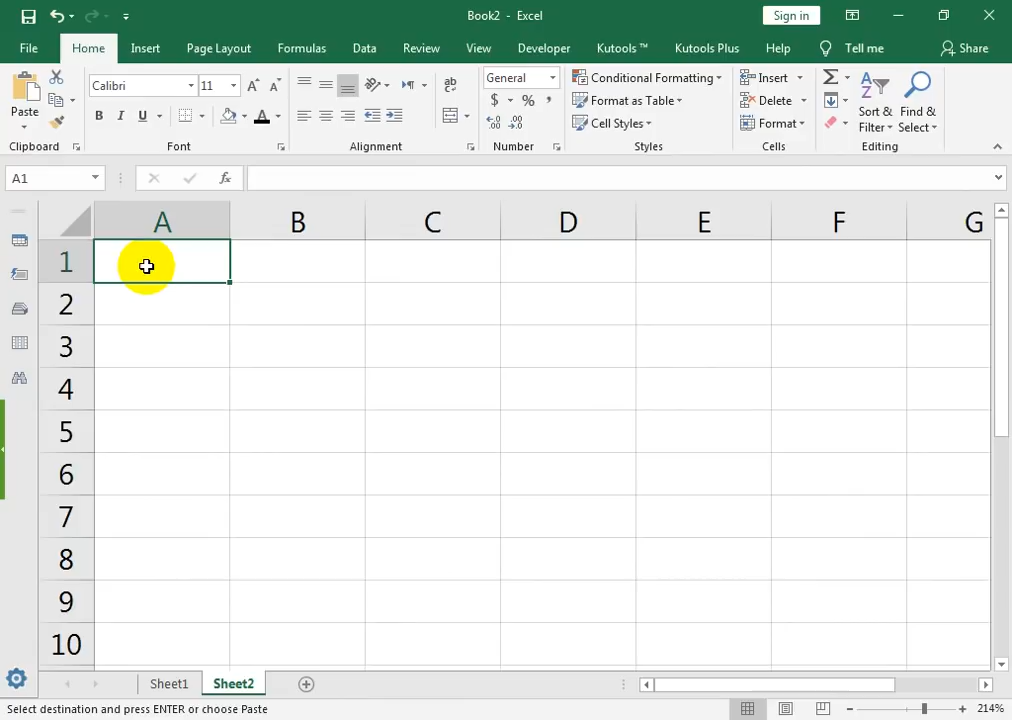 Book2 - Excel
Sign in
File Home Insert Page Layout Formulas Data Review View Developer Kutools ™ Kutools Plus Help Tell me Share
Paste
Clipboard
Calibri 11
B I U A
Font
Alignment
General
$ % ,
Number
Conditional Formatting
Format as Table
Cell Styles
Styles
Insert
Delete
Format
Cells
Sort & Filter
Find & Select
Editing
A1 fx
A B C D E F G
1
2
3
4
5
6
7
8
9
10
Sheet1 Sheet2
Select destination and press ENTER or choose Paste 214%